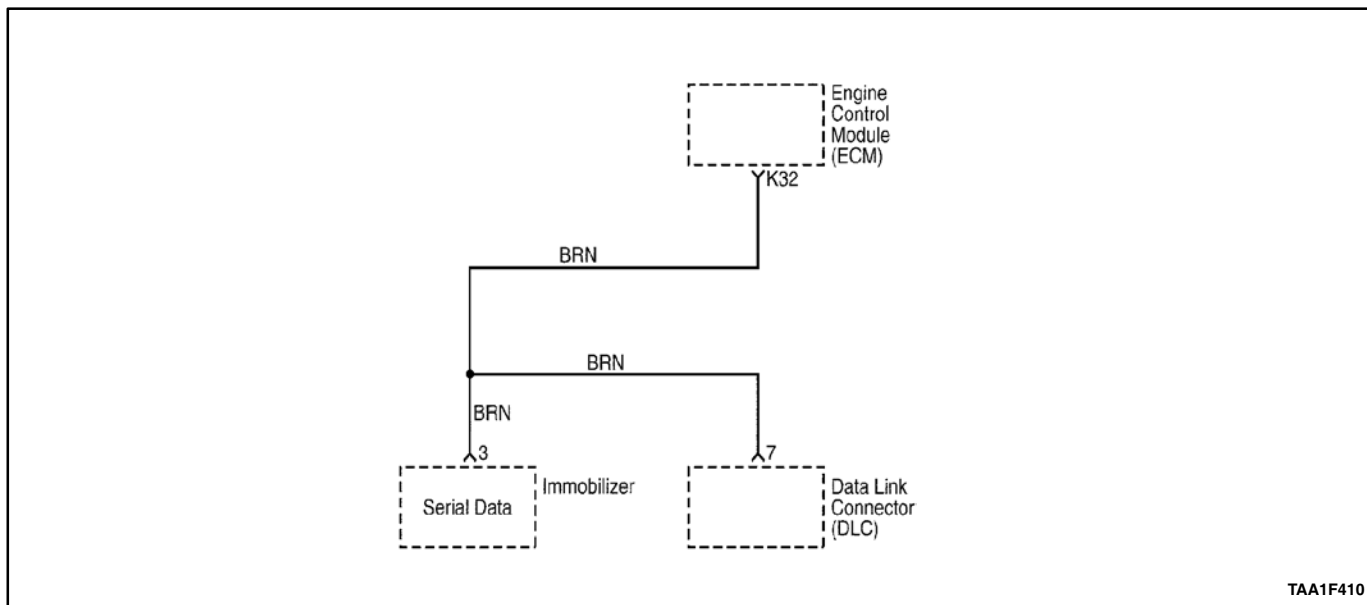 Engine
Control
Module
(ECM)
K32
BRN
BRN
BRN
3
7
Immobilizer
Serial Data
Data Link
Connector
(DLC)
TAA1F410